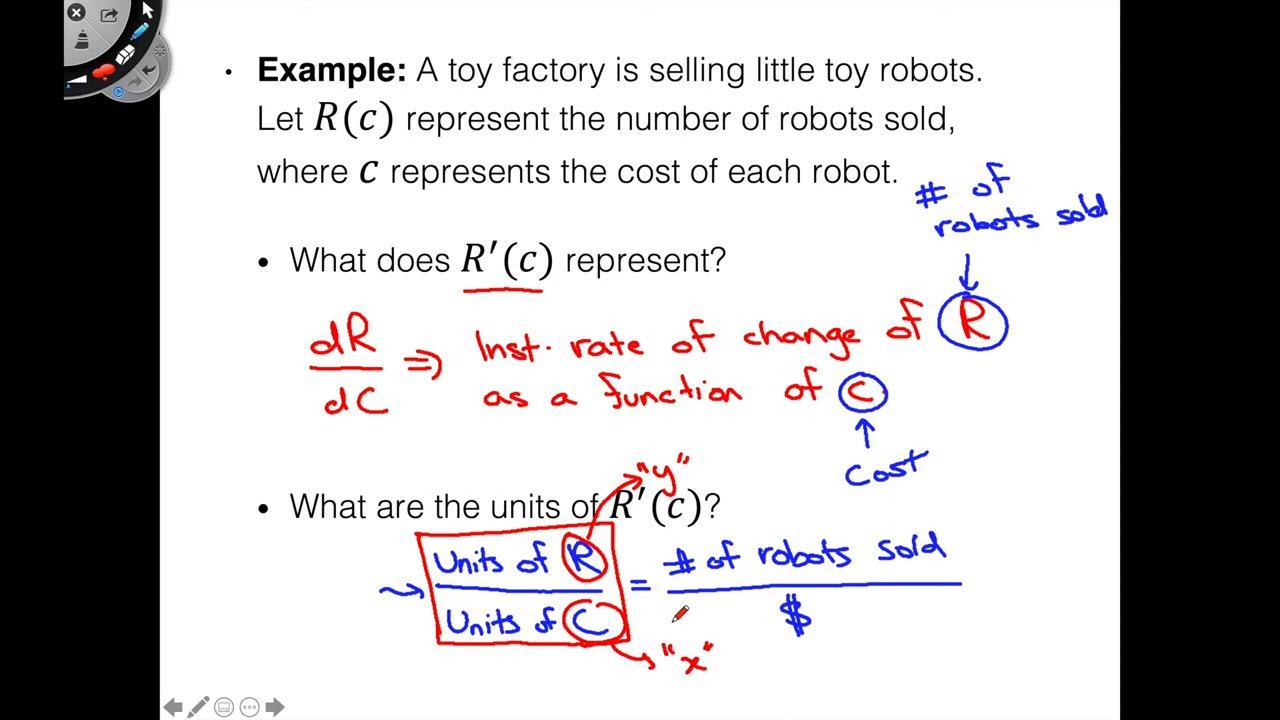 • Example: A toy factory is selling little toy robots.
Let R(c) represent the number of robots sold,
where c represents the cost of each robot.
# of
robots sold
• What does R′(c) represent?
dR
dC
⇒ Inst. rate of change of R
as a function of C
Cost
"y"
• What are the units of R′(c)?
Units of R
Units of C
= # of robots sold
$
"x"